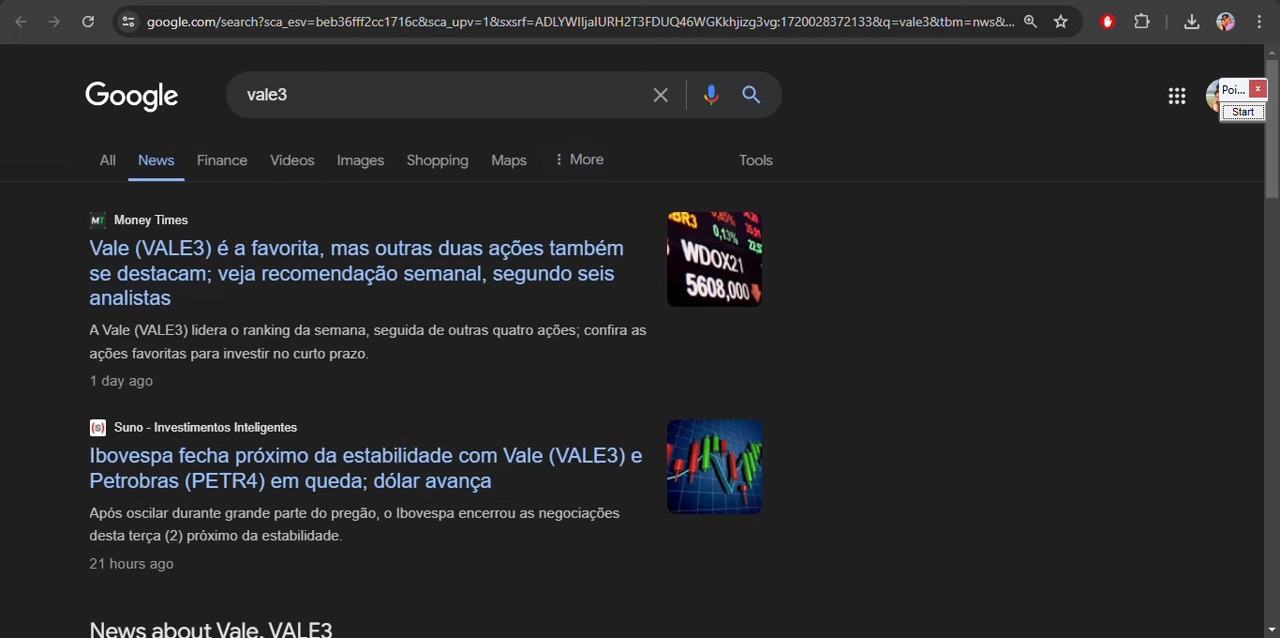 google.com/search?sca_esv=beb36fff2cc1716c&sca_upv=1&sxsrf=ADLYWIljaIURH2T3FDUQ46WGKkhjizg3vg:1720028372133&q=vale3&tbm=nws&...
Google
vale3
Poi... x
Start
All News Finance Videos Images Shopping Maps More Tools
MT Money Times
Vale (VALE3) é a favorita, mas outras duas ações também
se destacam; veja recomendação semanal, segundo seis
analistas
A Vale (VALE3) lidera o ranking da semana, seguida de outras quatro ações; confira as
ações favoritas para investir no curto prazo.
1 day ago
0,13%
WDOX21
5608,000
(s) Suno - Investimentos Inteligentes
Ibovespa fecha próximo da estabilidade com Vale (VALE3) e
Petrobras (PETR4) em queda; dólar avança
Após oscilar durante grande parte do pregão, o Ibovespa encerrou as negociações
desta terça (2) próximo da estabilidade.
21 hours ago
News about Vale, VALE3